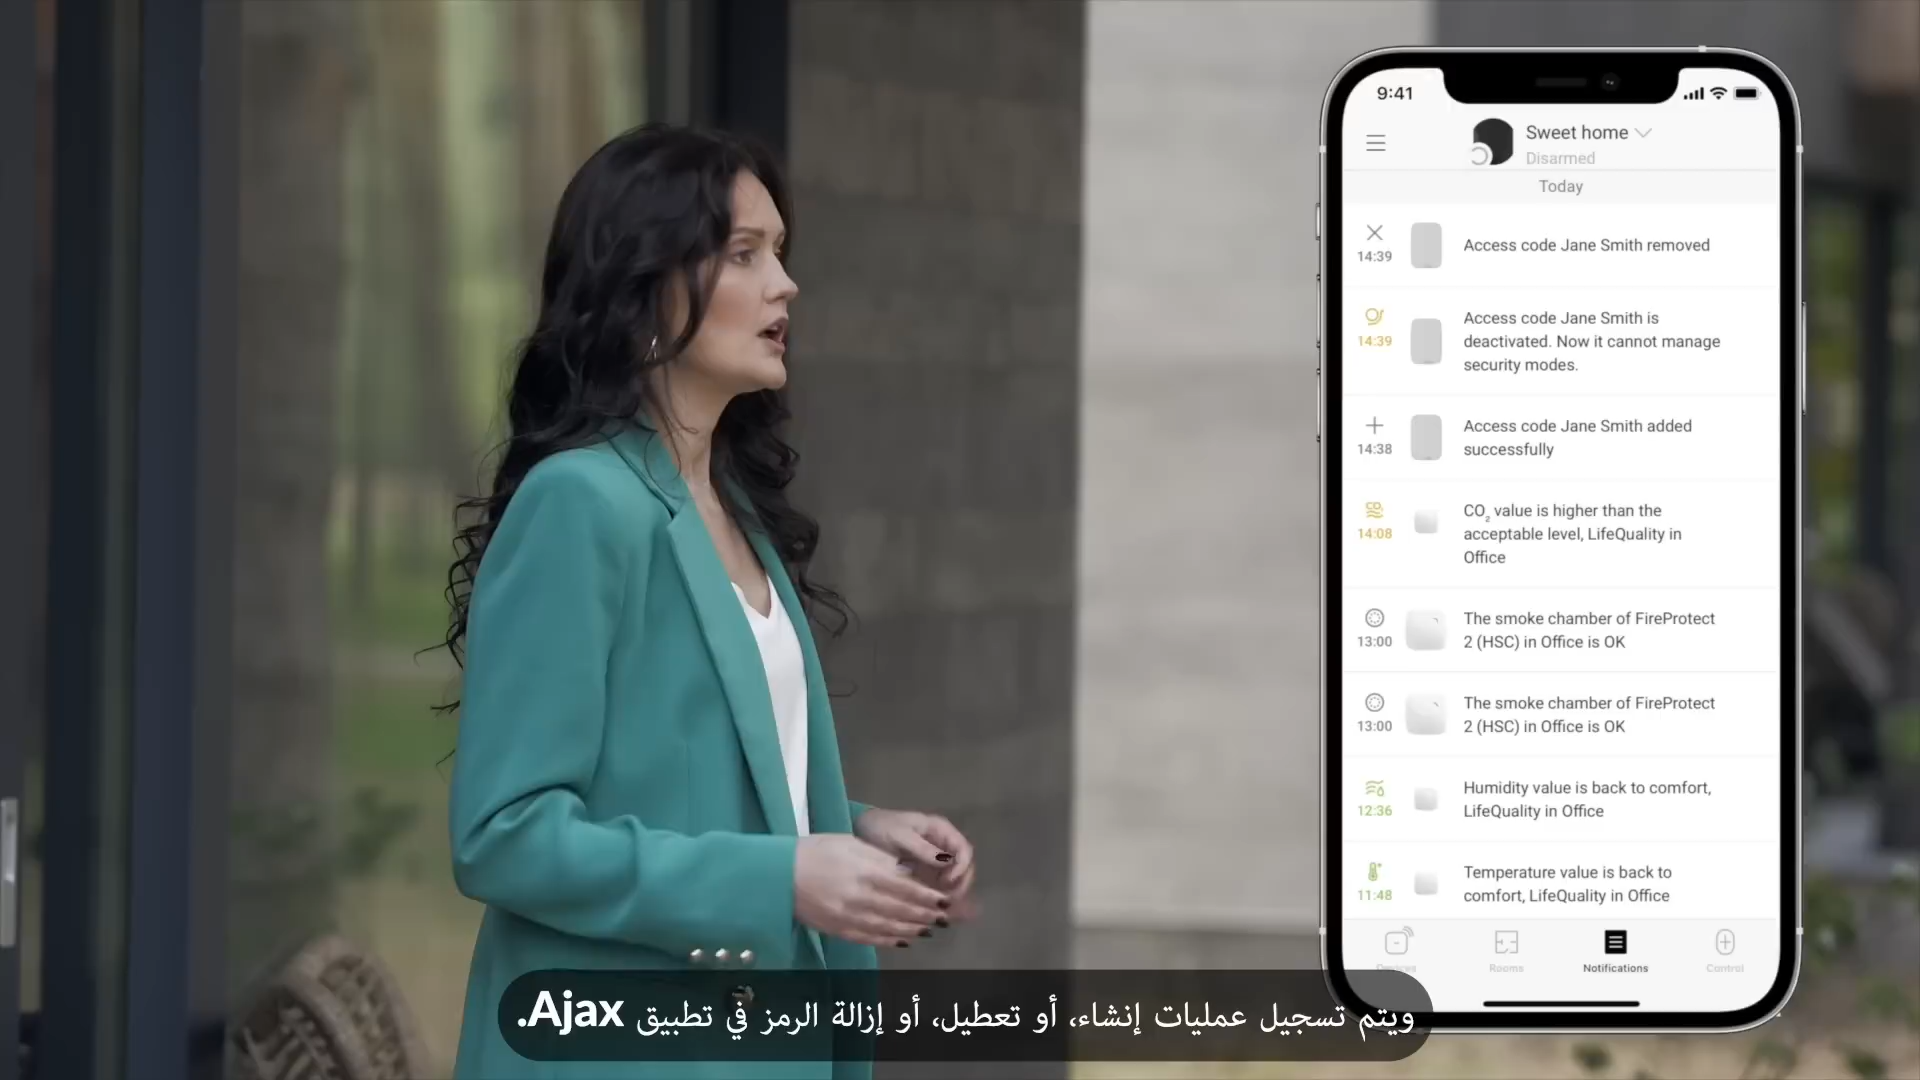 9:41
Sweet home
Disarmed
Today
Access code Jane Smith removed
14:39
Access code Jane Smith is
deactivated. Now it cannot manage
security modes.
14:39
Access code Jane Smith added
successfully
14:38
CO₂ value is higher than the
acceptable level, LifeQuality in
Office
14:08
The smoke chamber of FireProtect
2 (HSC) in Office is OK
13:00
The smoke chamber of FireProtect
2 (HSC) in Office is OK
13:00
Humidity value is back to comfort,
LifeQuality in Office
12:36
Temperature value is back to
comfort, LifeQuality in Office
11:48
Devices
Rooms
Notifications
Control
ويتم تسجيل عمليات إنشاء، أو تعطيل، أو إزالة الرمز في تطبيق Ajax.